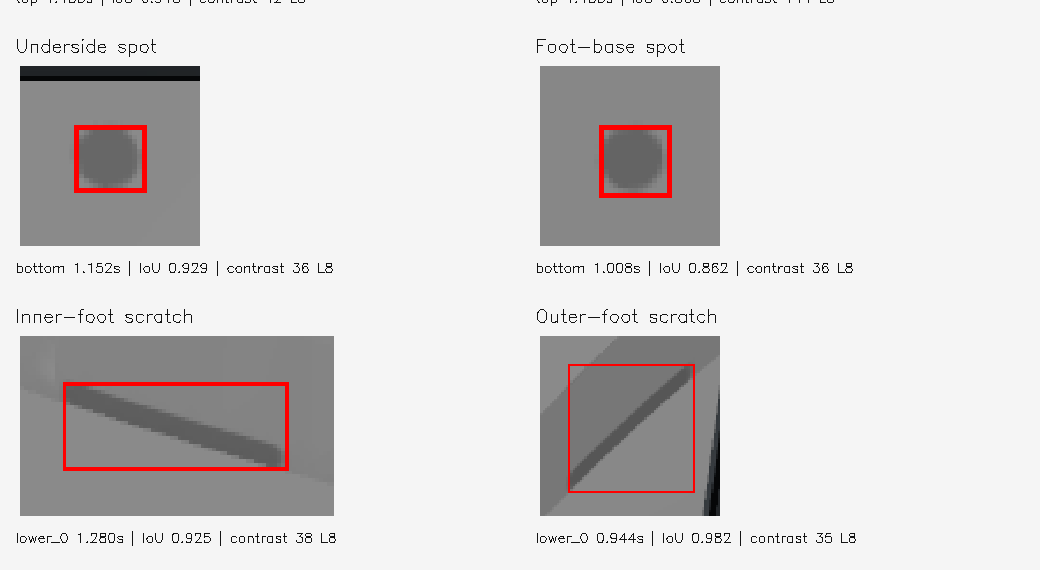 Underside spot
Foot-base spot
bottom 1.152s | IoU 0.929 | contrast 36 L8
bottom 1.008s | IoU 0.862 | contrast 36 L8
Inner-foot scratch
Outer-foot scratch
lower_0 1.280s | IoU 0.925 | contrast 38 L8
lower_0 0.944s | IoU 0.982 | contrast 35 L8